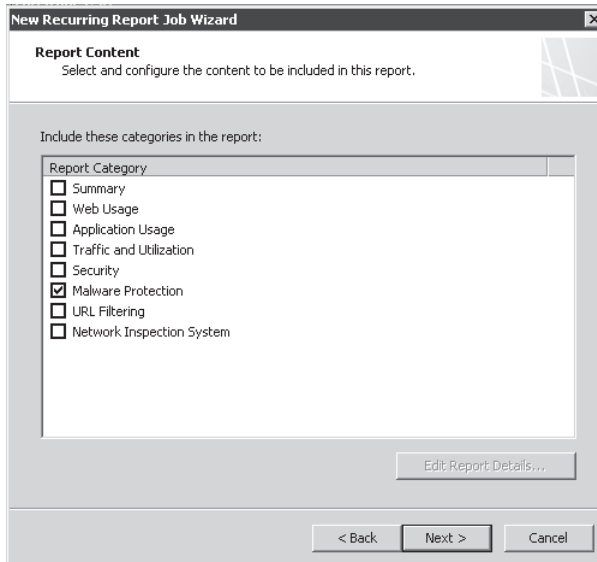 New Recurring Report Job Wizard
Report Content
Select and configure the content to be included in this report.
Include these categories in the report:
Report Category
Summary
Web Usage
Application Usage
Traffic and Utilization
Security
Malware Protection
URL Filtering
Network Inspection System
Edit Report Details...
< Back
Next >
Cancel